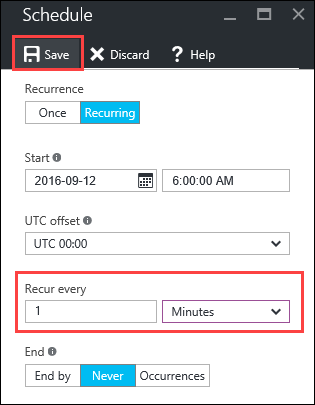 Schedule
Save Discard ? Help
Recurrence
Once Recurring
Start
2016-09-12 6:00:00 AM
UTC offset
UTC 00:00
Recur every
1 Minutes
End
End by Never Occurrences